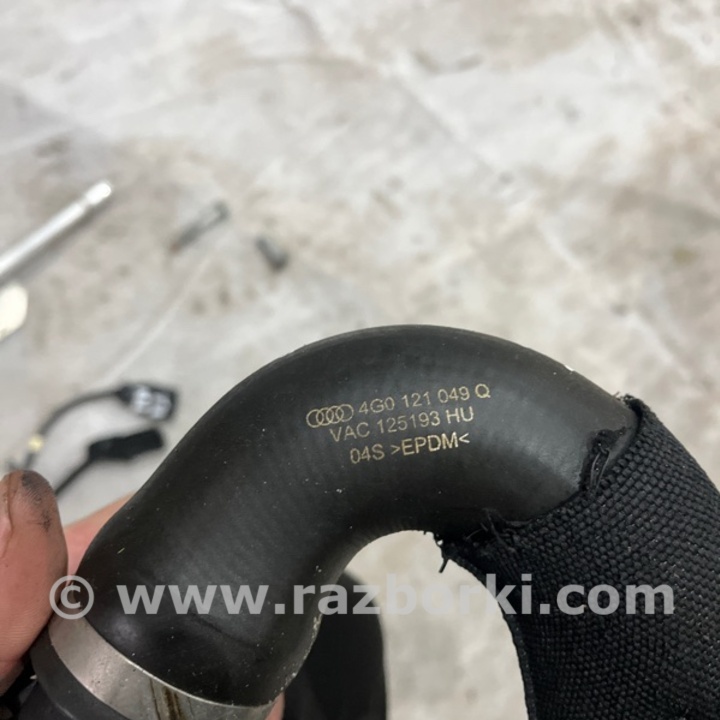 4G0 121 049 Q
VAC 125193 HU
04S >EPDM<
© www.razborki.com